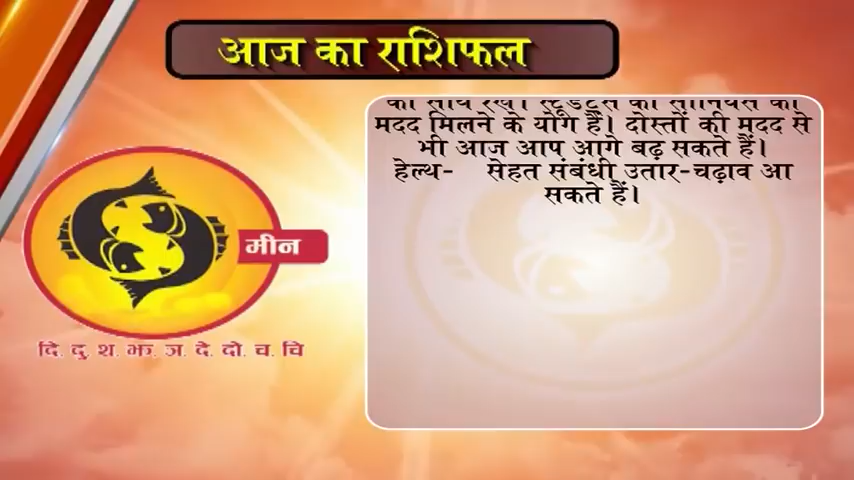 आज का राशिफल
मदद मिलने के योग हैं। दोस्तों की मदद से
भी आज आप आगे बढ़ सकते हैं।
हेल्थ- सेहत संबंधी उतार-चढ़ाव आ
सकते हैं।
मीन
दि. दु. श. झ. ञ. दे. दो. च. चि